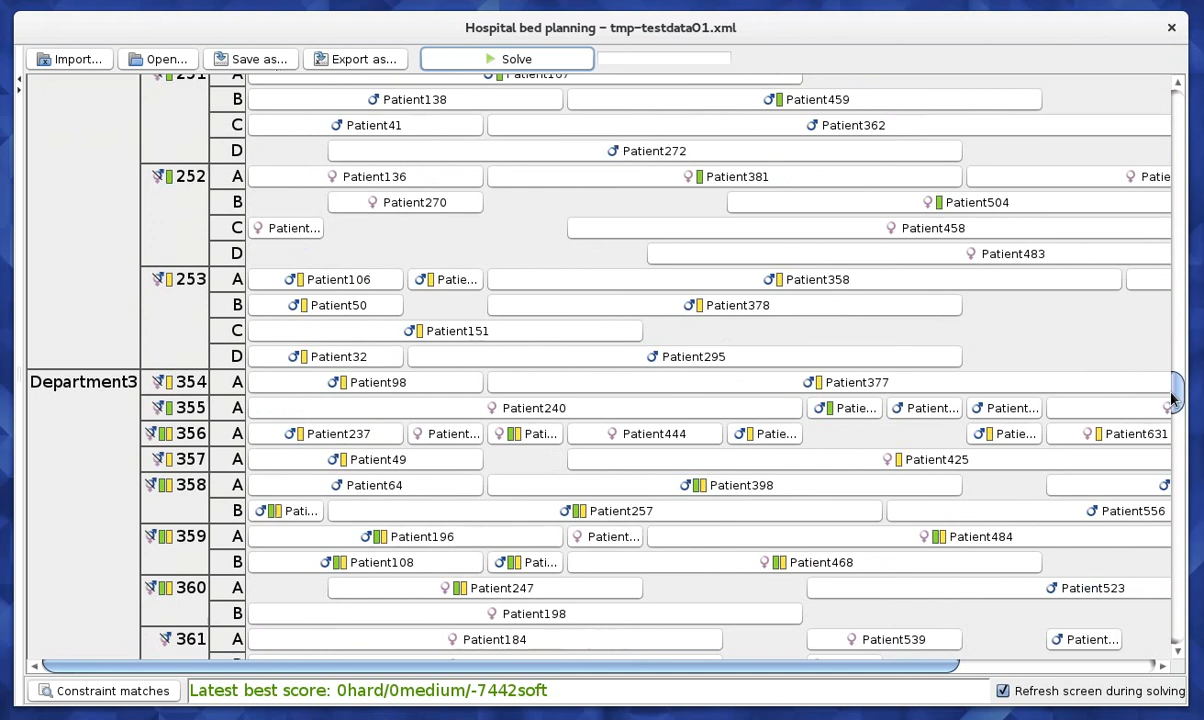 Hospital bed planning – tmp-testdata01.xml ×
Import... Open... Save as... Export as... Solve
251 A Patient167
B Patient138 Patient459
C Patient41 Patient362
D Patient272
252 A Patient136 Patient381 Patie
B Patient270 Patient504
C Patient... Patient458
D Patient483
253 A Patient106 Patie... Patient358
B Patient50 Patient378
C Patient151
D Patient32 Patient295
Department3 354 A Patient98 Patient377
355 A Patient240 Patie... Patient... Patient...
356 A Patient237 Patient... Pati... Patient444 Patie... Patie... Patient631
357 A Patient49 Patient425
358 A Patient64 Patient398
B Pati... Patient257 Patient556
359 A Patient196 Patient... Patient484
B Patient108 Pati... Patient468
360 A Patient247 Patient523
B Patient198
361 A Patient184 Patient539 Patient...
Constraint matches Latest best score: 0hard/0medium/-7442soft Refresh screen during solving